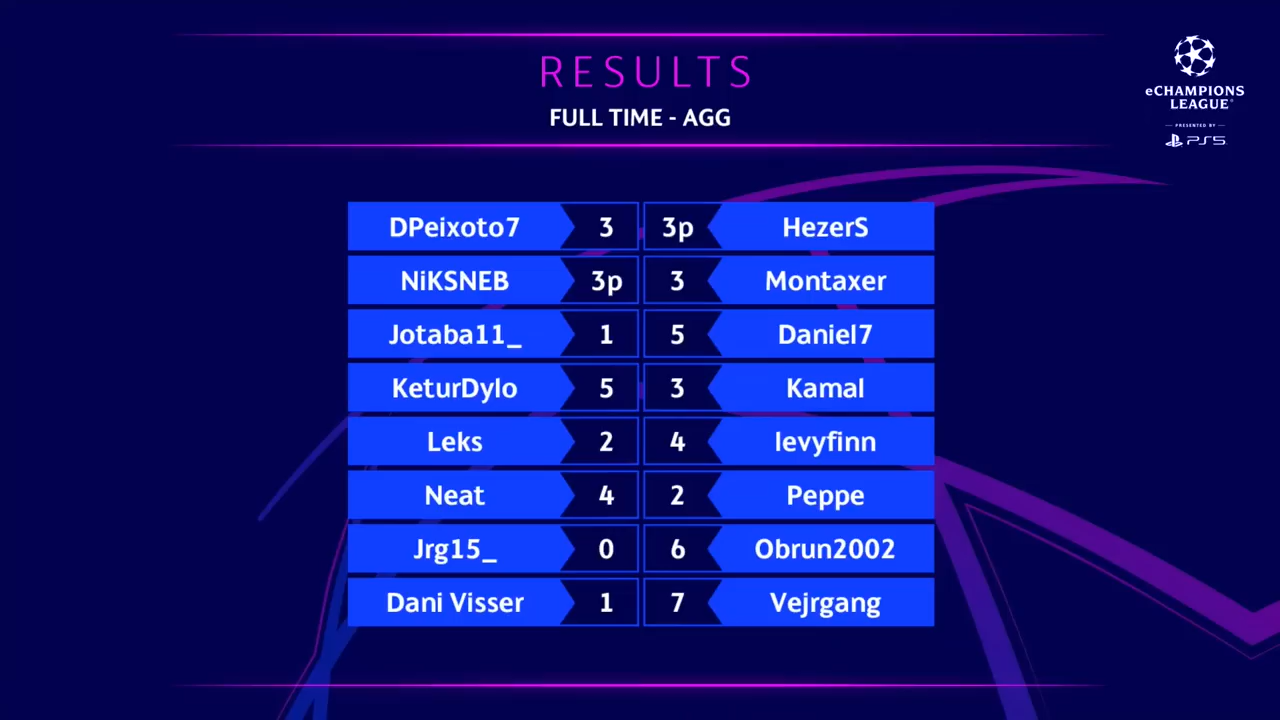 RESULTS
FULL TIME - AGG
eCHAMPIONS
LEAGUE
PRESENTED BY
PS5
DPeixoto7 3 3p HezerS
NiKSNEB 3p 3 Montaxer
Jotaba11_ 1 5 Daniel7
KeturDylo 5 3 Kamal
Leks 2 4 levyfinn
Neat 4 2 Peppe
Jrg15_ 0 6 Obrun2002
Dani Visser 1 7 Vejrgang